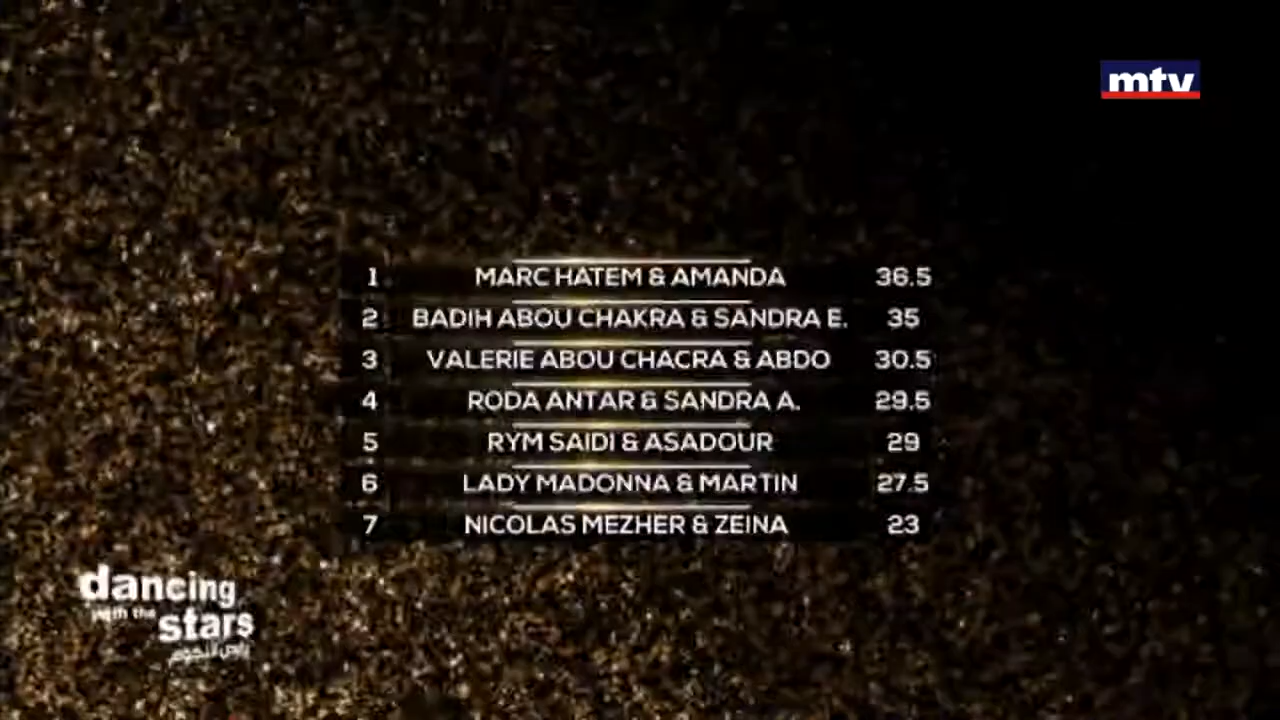 mtv
1 MARC HATEM & AMANDA 36.5
2 BADIH ABOU CHAKRA & SANDRA E. 35
3 VALERIE ABOU CHACRA & ABDO 30.5
4 RODA ANTAR & SANDRA A. 29.5
5 RYM SAIDI & ASADOUR 29
6 LADY MADONNA & MARTIN 27.5
7 NICOLAS MEZHER & ZEINA 23
dancing
with the
stars